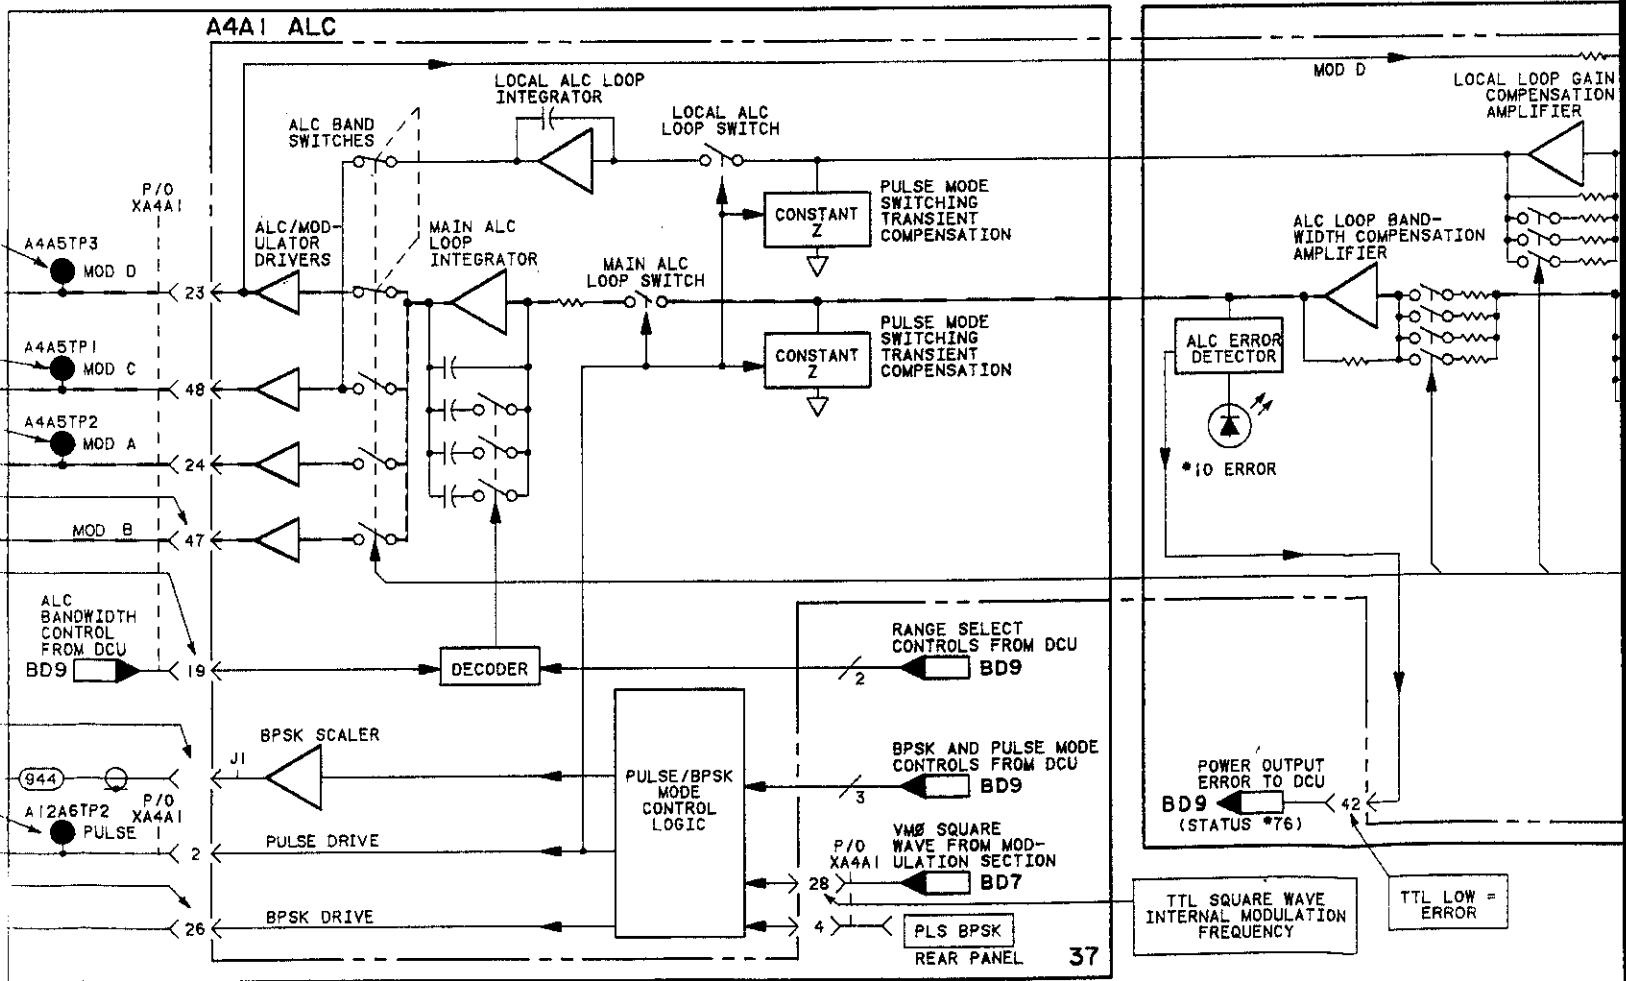 A4A1 ALC
MOD D
LOCAL ALC LOOP
INTEGRATOR
LOCAL LOOP GAIN
COMPENSATION
AMPLIFIER
ALC BAND
SWITCHES
LOCAL ALC
LOOP SWITCH
P/O
XA4A1
PULSE MODE
SWITCHING
TRANSIENT
COMPENSATION
CONSTANT
Z
A4A5TP3
MOD D
23
ALC/MOD-
ULATOR
DRIVERS
MAIN ALC
LOOP
INTEGRATOR
MAIN ALC
LOOP SWITCH
ALC LOOP BAND-
WIDTH COMPENSATION
AMPLIFIER
PULSE MODE
SWITCHING
TRANSIENT
COMPENSATION
CONSTANT
Z
ALC ERROR
DETECTOR
A4A5TP1
MOD C
48
A4A5TP2
MOD A
24
*10 ERROR
MOD B
47
ALC
BANDWIDTH
CONTROL
FROM DCU
BD9
19
DECODER
RANGE SELECT
CONTROLS FROM DCU
BD9
2
BPSK SCALER
J1
944
P/O
XA4A1
PULSE/BPSK
MODE
CONTROL
LOGIC
BPSK AND PULSE MODE
CONTROLS FROM DCU
BD9
3
POWER OUTPUT
ERROR TO DCU
BD9
(STATUS *76)
42
A12A6TP2
PULSE
2
PULSE DRIVE
P/O
XA4A1
VMØ SQUARE
WAVE FROM MOD-
ULATION SECTION
BD7
28
TTL SQUARE WAVE
INTERNAL MODULATION
FREQUENCY
TTL LOW =
ERROR
26
BPSK DRIVE
4
PLS BPSK
REAR PANEL
37